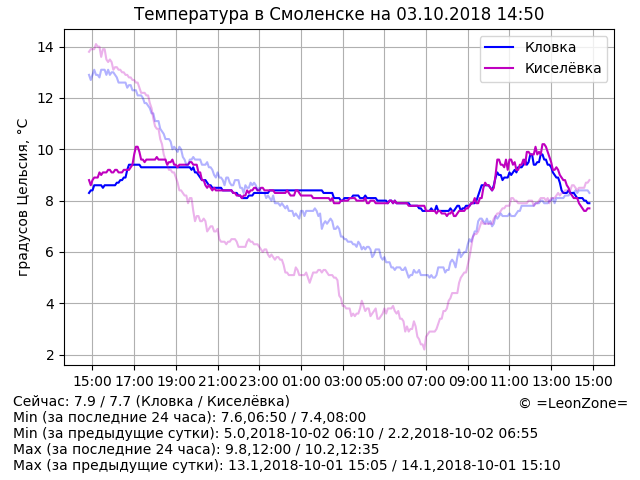 Температура в Смоленске на 03.10.2018 14:50
Кловка
Киселёвка
градусов Цельсия, °C
14
12
10
8
6
4
2
15:00 17:00 19:00 21:00 23:00 01:00 03:00 05:00 07:00 09:00 11:00 13:00 15:00
Сейчас: 7.9 / 7.7 (Кловка / Киселёвка)
© =LeonZone=
Min (за последние 24 часа): 7.6,06:50 / 7.4,08:00
Min (за предыдущие сутки): 5.0,2018-10-02 06:10 / 2.2,2018-10-02 06:55
Max (за последние 24 часа): 9.8,12:00 / 10.2,12:35
Max (за предыдущие сутки): 13.1,2018-10-01 15:05 / 14.1,2018-10-01 15:10